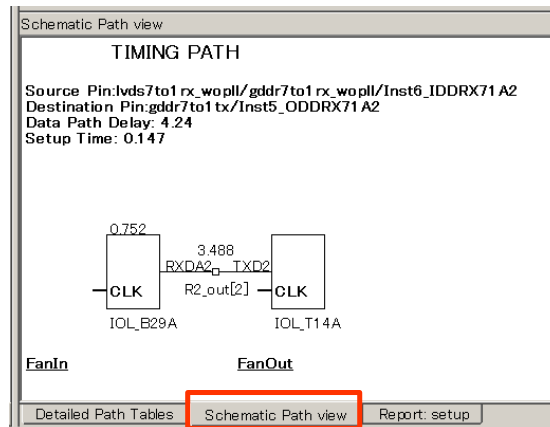 Schematic Path view
TIMING PATH
Source Pin:lvds7to1rx_wopll/gddr7to1rx_wopll/Inst6_IDDRX71A2
Destination Pin:gddr7to1tx/Inst5_ODDRX71A2
Data Path Delay: 4.24
Setup Time: 0.147
0.752
3.488
RXDA2 TXD2
CLK R2_out[2] CLK
IOL_B29A IOL_T14A
FanIn FanOut
Detailed Path Tables Schematic Path view Report: setup